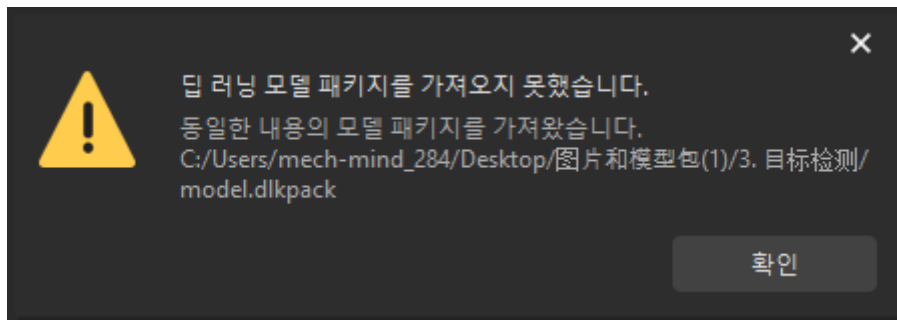 딥 러닝 모델 패키지를 가져오지 못했습니다.
동일한 내용의 모델 패키지를 가져왔습니다.
C:/Users/mech-mind_284/Desktop/图片和模型包(1)/3. 目标检测/
model.dlkpack
확인